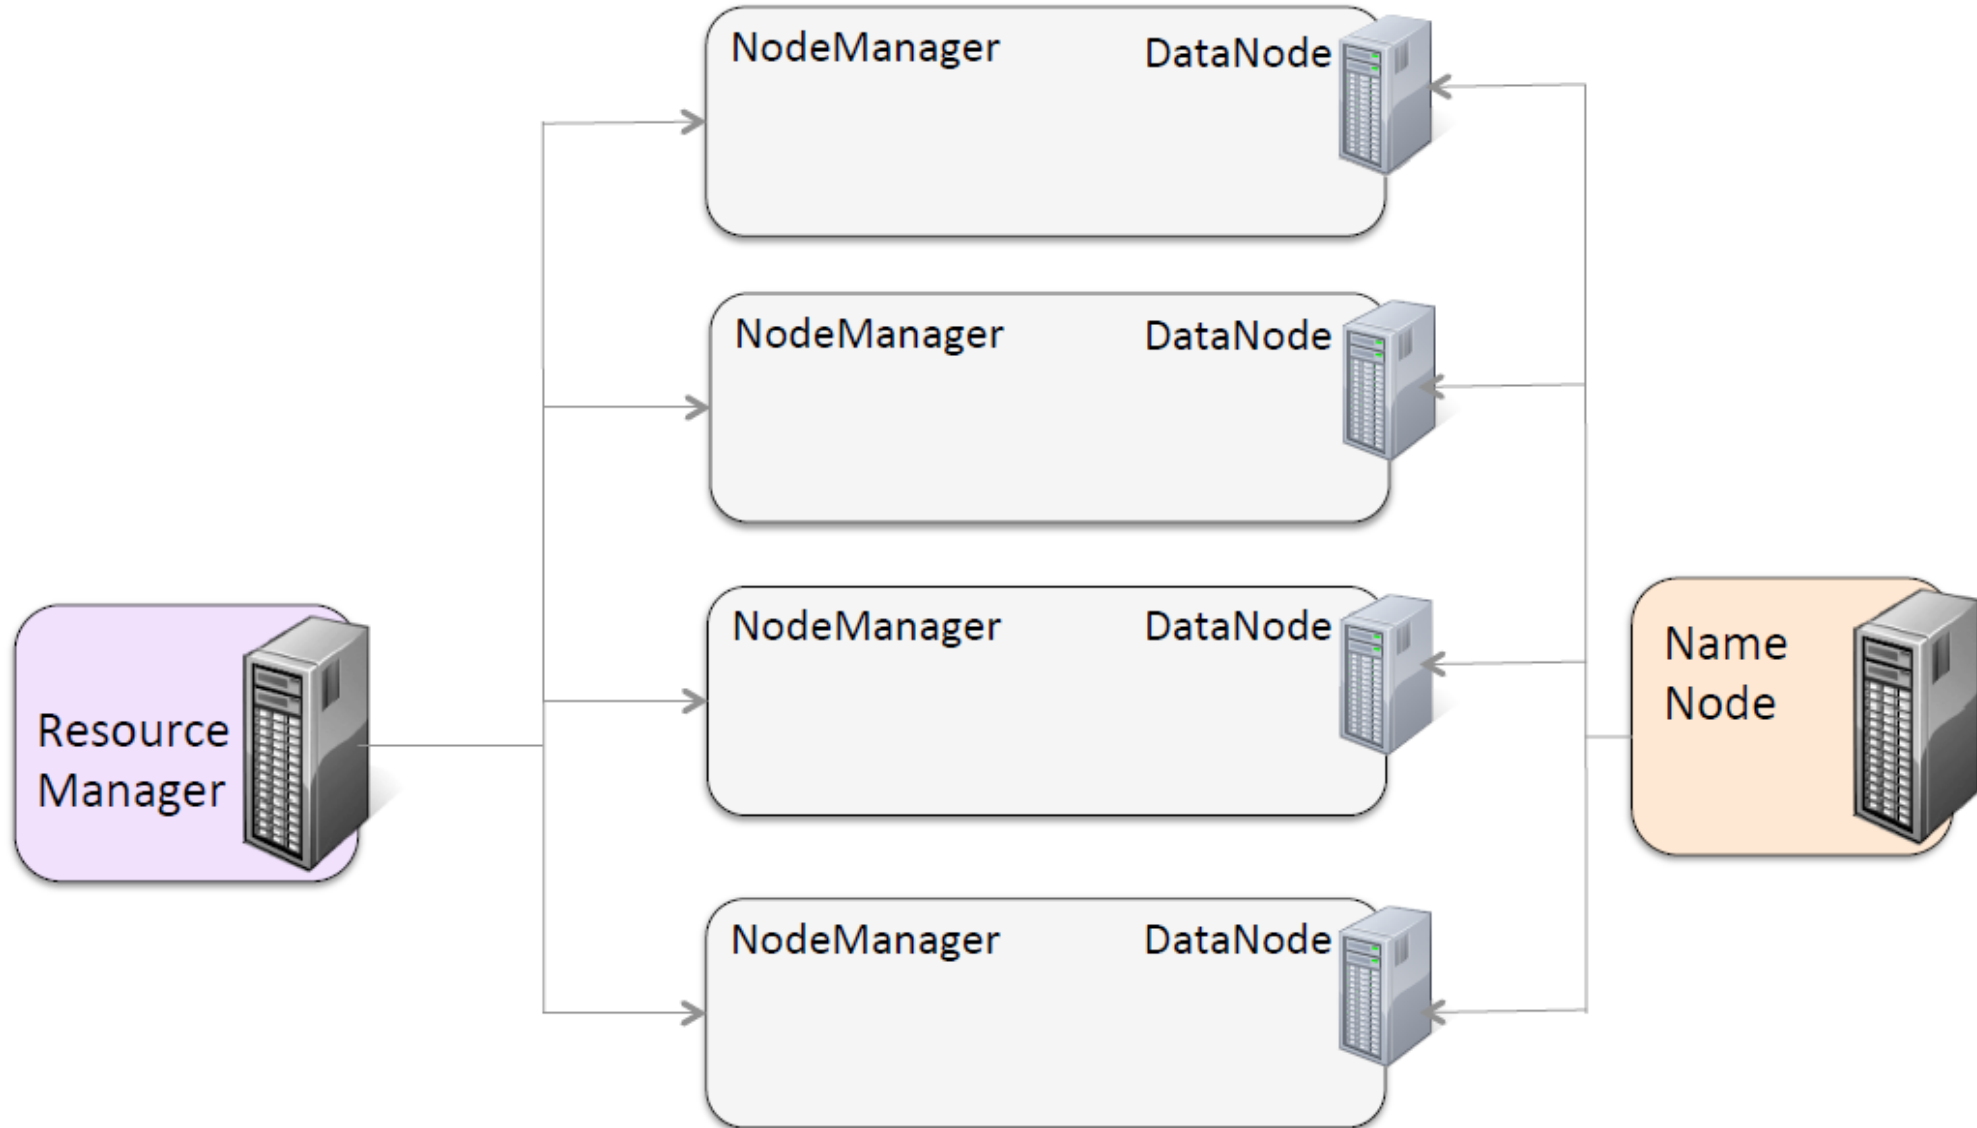 NodeManager DataNode
NodeManager DataNode
NodeManager DataNode
NodeManager DataNode
Resource
Manager
Name
Node